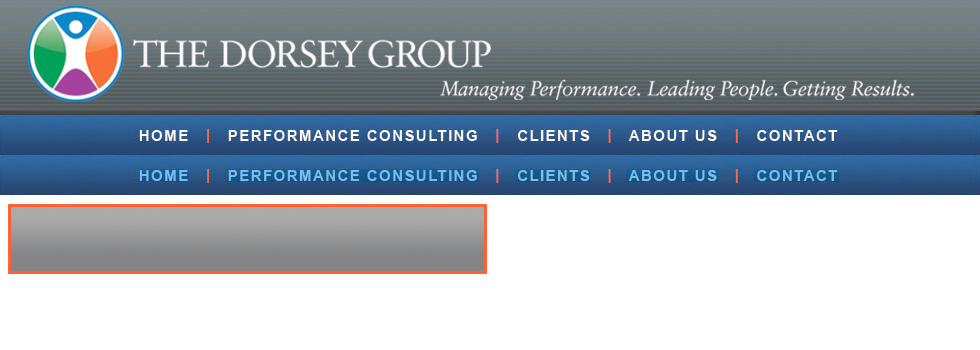 THE DORSEY GROUP
Managing Performance. Leading People. Getting Results.
HOME | PERFORMANCE CONSULTING | CLIENTS | ABOUT US | CONTACT
HOME | PERFORMANCE CONSULTING | CLIENTS | ABOUT US | CONTACT